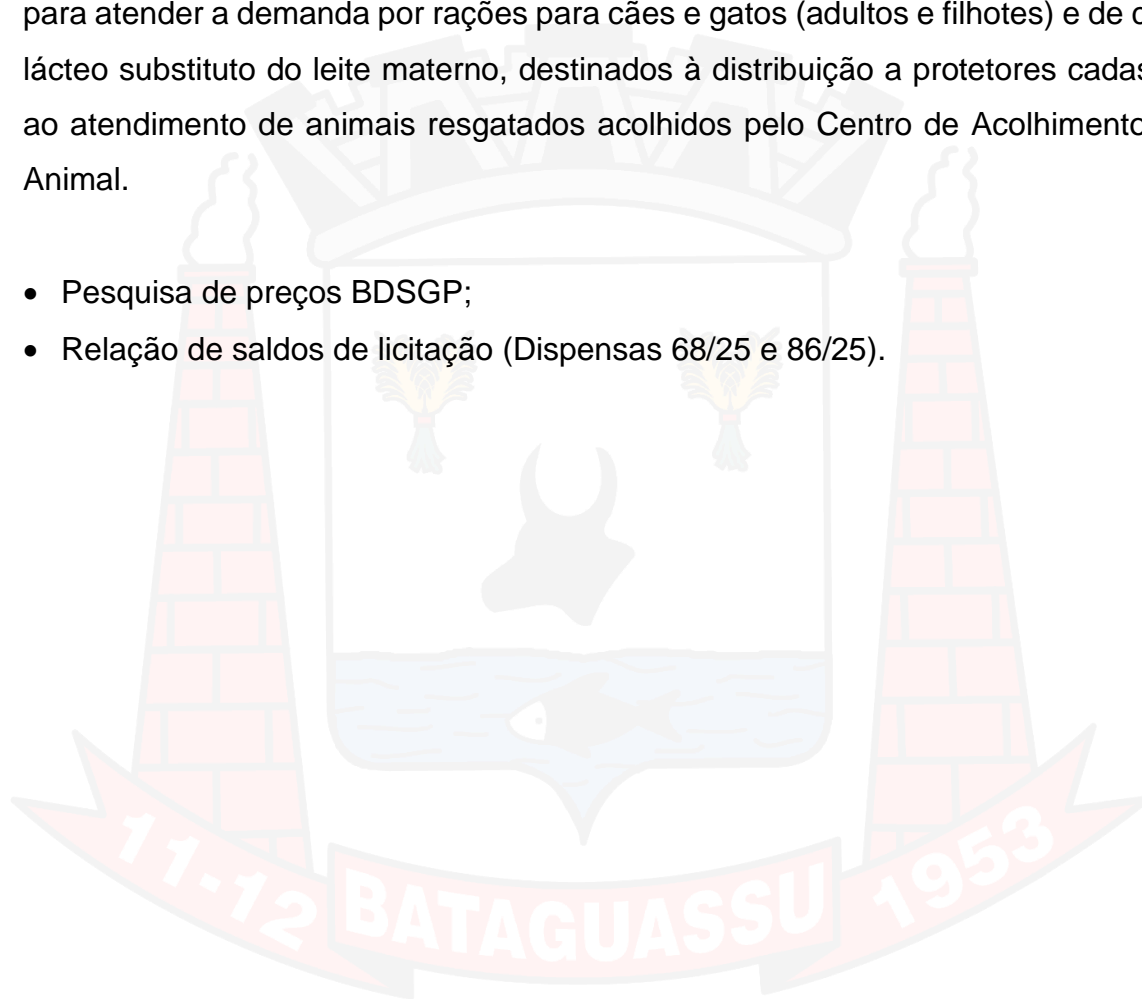 para atender a demanda por rações para cães e gatos (adultos e filhotes) e de
lácteo substituto do leite materno, destinados à distribuição a protetores
ao atendimento de animais resgatados acolhidos pelo Centro de Acolhimento
Animal.
• Pesquisa de preços BDSGP;
• Relação de saldos de licitação (Dispensas 68/25 e 86/25).
11-12 BATAGUASSU 1953